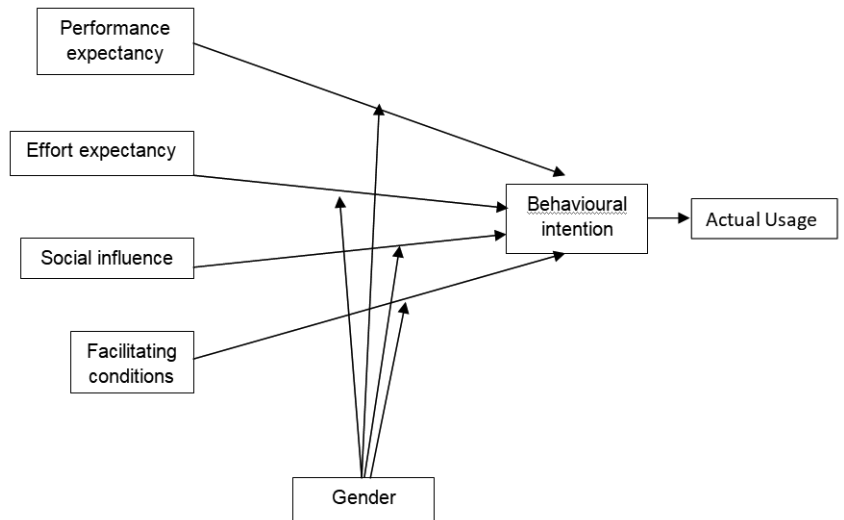 Performance
expectancy
Effort expectancy
Social influence
Facilitating
conditions
Behavioural
intention
Actual Usage
Gender